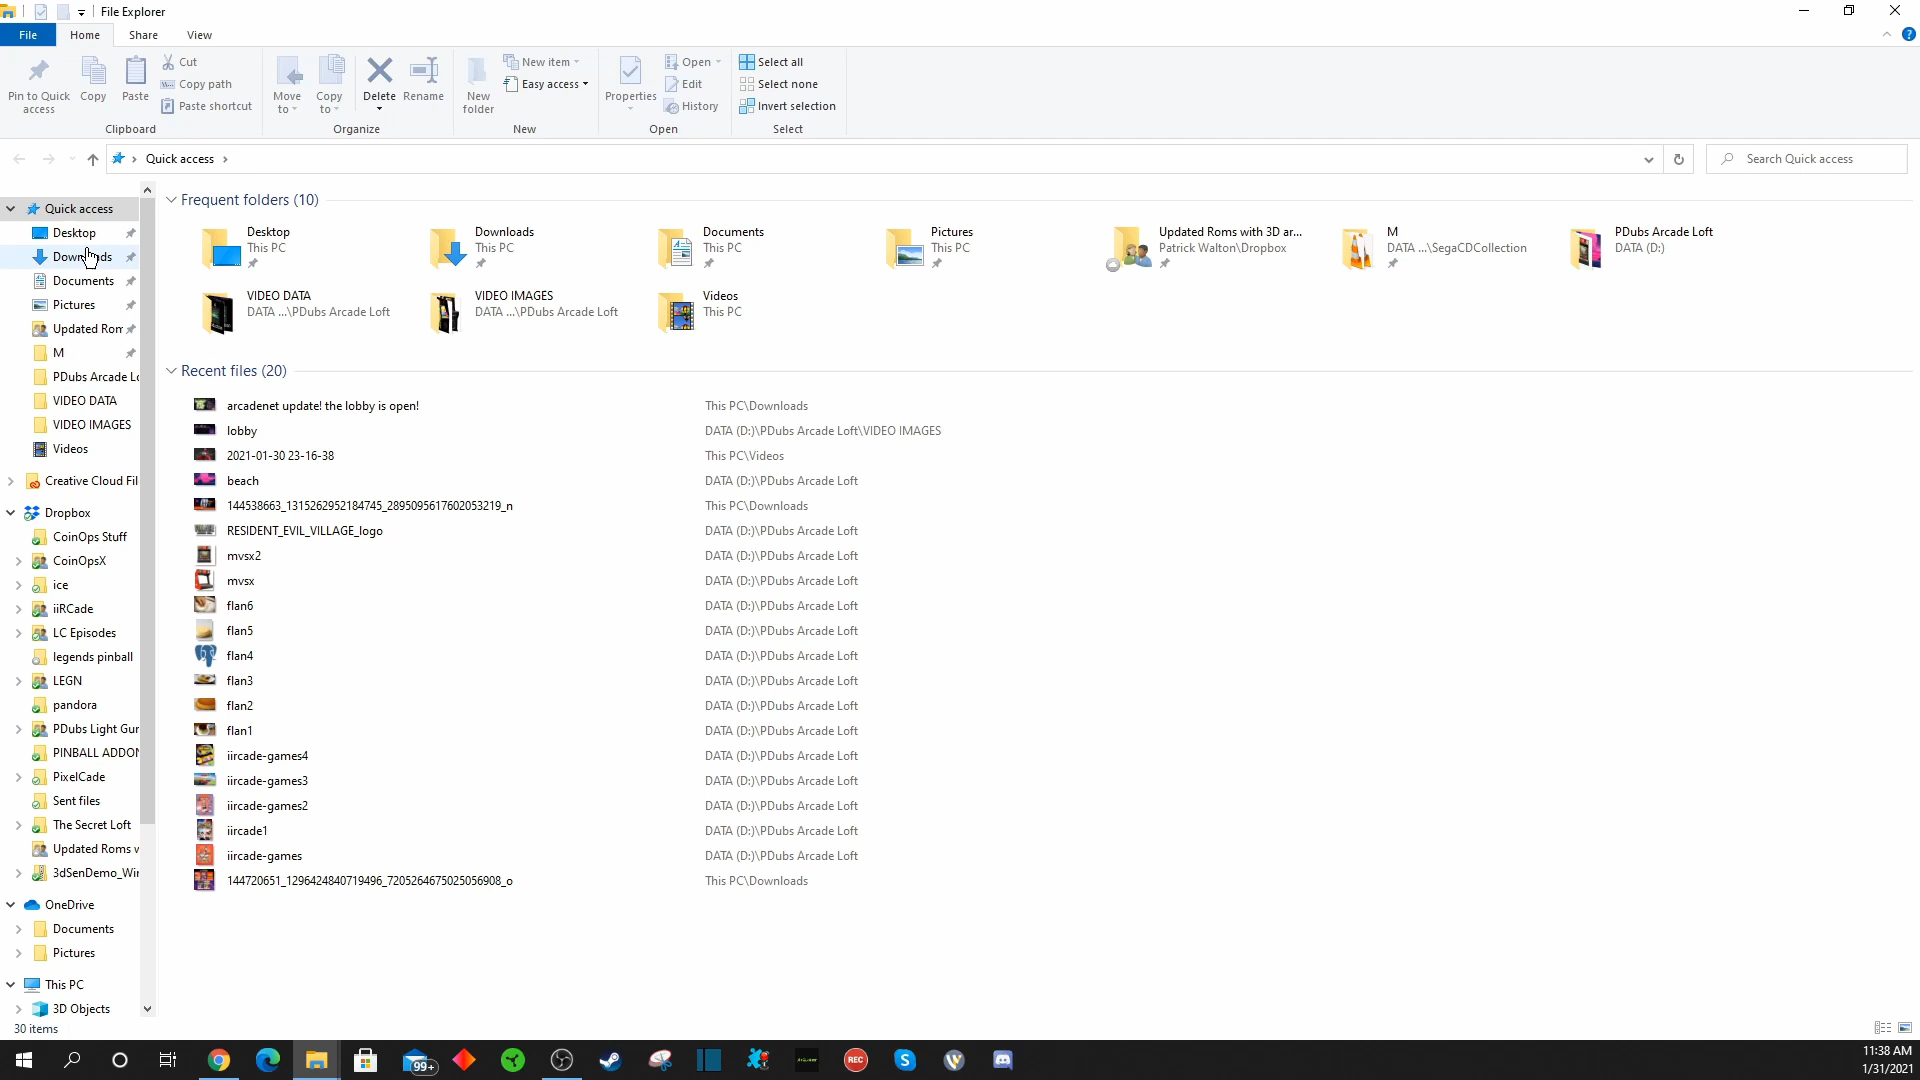 File Explorer
File Home Share View
Pin to Quick access
Copy
Paste
Cut
Copy path
Paste shortcut
Clipboard
Move to
Copy to
Delete
Rename
Organize
New folder
New item
Easy access
New
Properties
Open
Edit
History
Open
Select all
Select none
Invert selection
Select
Quick access
Search Quick access
Quick access
Desktop
Downloads
Documents
Pictures
Updated Rom
M
PDubs Arcade Lo
VIDEO DATA
VIDEO IMAGES
Videos
Creative Cloud Fil
Dropbox
CoinOps Stuff
CoinOpsX
ice
iiRCade
LC Episodes
legends pinball
LEGN
pandora
PDubs Light Gun
PINBALL ADDON
PixelCade
Sent files
The Secret Loft
Updated Roms w
3dSenDemo_Win
OneDrive
Documents
Pictures
This PC
3D Objects
Frequent folders (10)
Desktop
This PC
Downloads
This PC
Documents
This PC
Pictures
This PC
Updated Roms with 3D ar...
Patrick Walton\Dropbox
M
DATA ...\SegaCDCollection
PDubs Arcade Loft
DATA (D:)
VIDEO DATA
DATA ...\PDubs Arcade Loft
VIDEO IMAGES
DATA ...\PDubs Arcade Loft
Videos
This PC
Recent files (20)
arcadenet update! the lobby is open! This PC\Downloads
lobby DATA (D:)\PDubs Arcade Loft\VIDEO IMAGES
2021-01-30 23-16-38 This PC\Videos
beach DATA (D:)\PDubs Arcade Loft
144538663_1315262952184745_2895095617602053219_n This PC\Downloads
RESIDENT_EVIL_VILLAGE_logo DATA (D:)\PDubs Arcade Loft
mvsx2 DATA (D:)\PDubs Arcade Loft
mvsx DATA (D:)\PDubs Arcade Loft
flan6 DATA (D:)\PDubs Arcade Loft
flan5 DATA (D:)\PDubs Arcade Loft
flan4 DATA (D:)\PDubs Arcade Loft
flan3 DATA (D:)\PDubs Arcade Loft
flan2 DATA (D:)\PDubs Arcade Loft
flan1 DATA (D:)\PDubs Arcade Loft
iircade-games4 DATA (D:)\PDubs Arcade Loft
iircade-games3 DATA (D:)\PDubs Arcade Loft
iircade-games2 DATA (D:)\PDubs Arcade Loft
iircade1 DATA (D:)\PDubs Arcade Loft
iircade-games DATA (D:)\PDubs Arcade Loft
144720651_1296424840719496_7205264675025056908_o This PC\Downloads
30 items
99+
REC
11:38 AM
1/31/2021